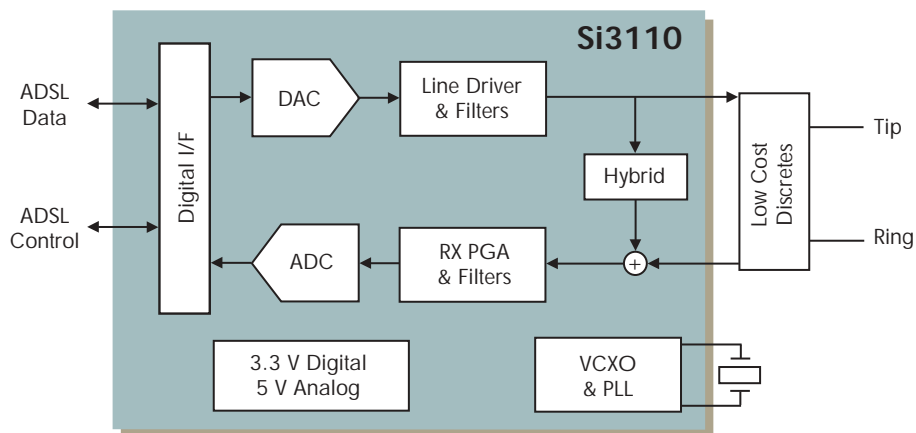 Si3110
ADSL
Data
Digital I/F
DAC
Line Driver
& Filters
Hybrid
Low Cost
Discretes
Tip
ADSL
Control
ADC
RX PGA
& Filters
+
Ring
3.3 V Digital
5 V Analog
VCXO
& PLL